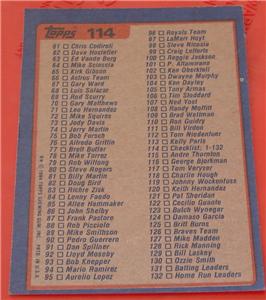 Topps 114
61 Chris Codiroli
62 Dave Hostetler
63 Ed Vande Berg
64 Mike Scioscia
65 Kirk Gibson
66 Astros Team
67 Gary Ward
68 Luis Salazar
69 Rod Scurry
70 Gary Matthews
71 Leo Hernandez
72 Mike Squires
73 Jody Davis
74 Jerry Martin
75 Bob Forsch
76 Alfredo Griffin
77 Brett Butler
78 Mike Torrez
79 Rob Wilfong
80 Steve Rogers
81 Billy Martin
82 Doug Bird
83 Richie Zisk
84 Lenny Faedo
85 Atlee Hammaker
86 John Shelby
87 Frank Pastore
88 Rob Picciolo
89 Mike Smithson
90 Pedro Guerrero
91 Dan Spillner
92 Lloyd Moseby
93 Bob Knepper
94 Mario Ramirez
95 Aurelio Lopez
96 Royals Team
97 LaMarr Hoyt
98 Steve Nicosia
99 Craig Lefferts
100 Reggie Jackson
101 P. Altamirano
102 Ken Oberkfell
103 Dwayne Murphy
104 Ken Dayley
105 Tony Armas
106 Tim Stoddard
107 Ned Yost
108 Randy Moffitt
109 Brad Wellman
110 Ron Guidry
111 Bill Virdon
112 Tom Niedenfuer
113 Kelly Paris
114 Checklist: 1-132
115 Andre Thornton
116 George Bjorkman
117 Tom Veryzer
118 Charlie Hough
119 Johnny Wockenfuss
120 Keith Hernandez
121 Pat Sheridan
122 Cecilio Guante
123 Butch Wynegar
124 Damaso Garcia
125 Britt Burns
126 Braves Team
127 Mike Madden
128 Rick Manning
129 Bill Laskey
130 Ozzie Smith
131 Batting Leaders
132 Homer Leaders